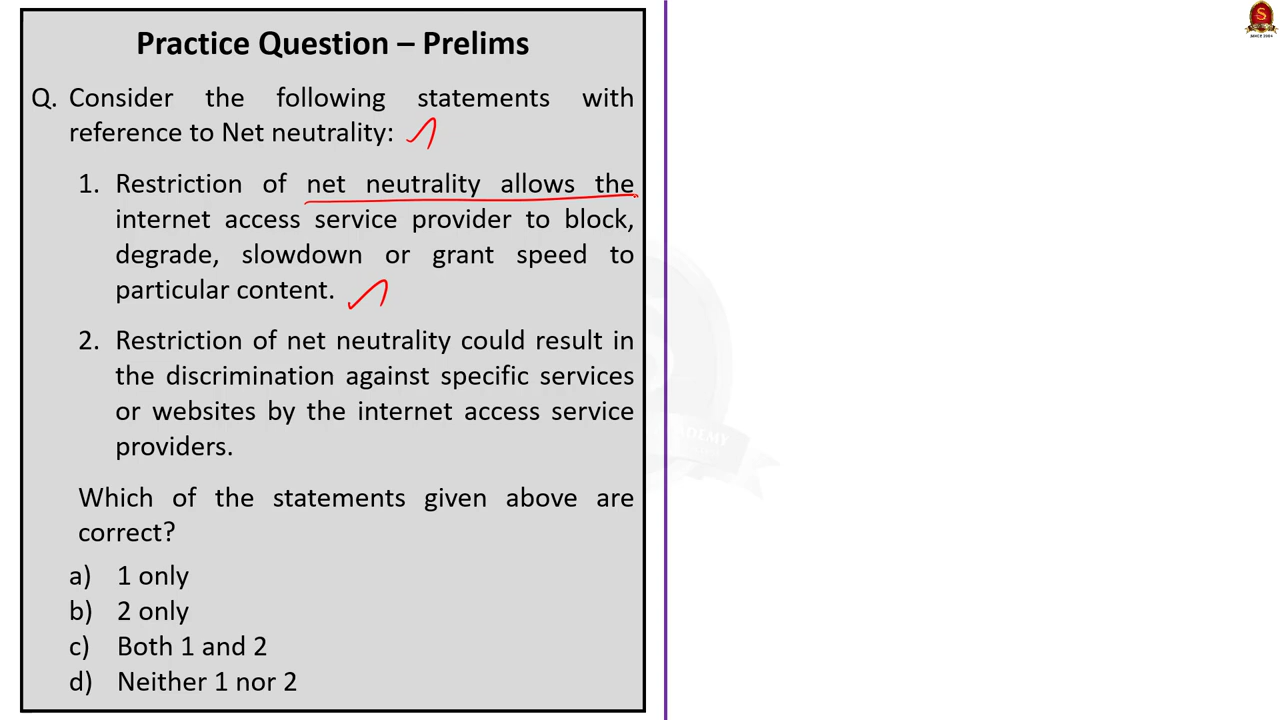 Practice Question – Prelims
Q. Consider the following statements with
reference to Net neutrality:
1. Restriction of net neutrality allows the
internet access service provider to block,
degrade, slowdown or grant speed to
particular content.
2. Restriction of net neutrality could result in
the discrimination against specific services
or websites by the internet access service
providers.
Which of the statements given above are
correct?
a) 1 only
b) 2 only
c) Both 1 and 2
d) Neither 1 nor 2
S
SINCE 2004